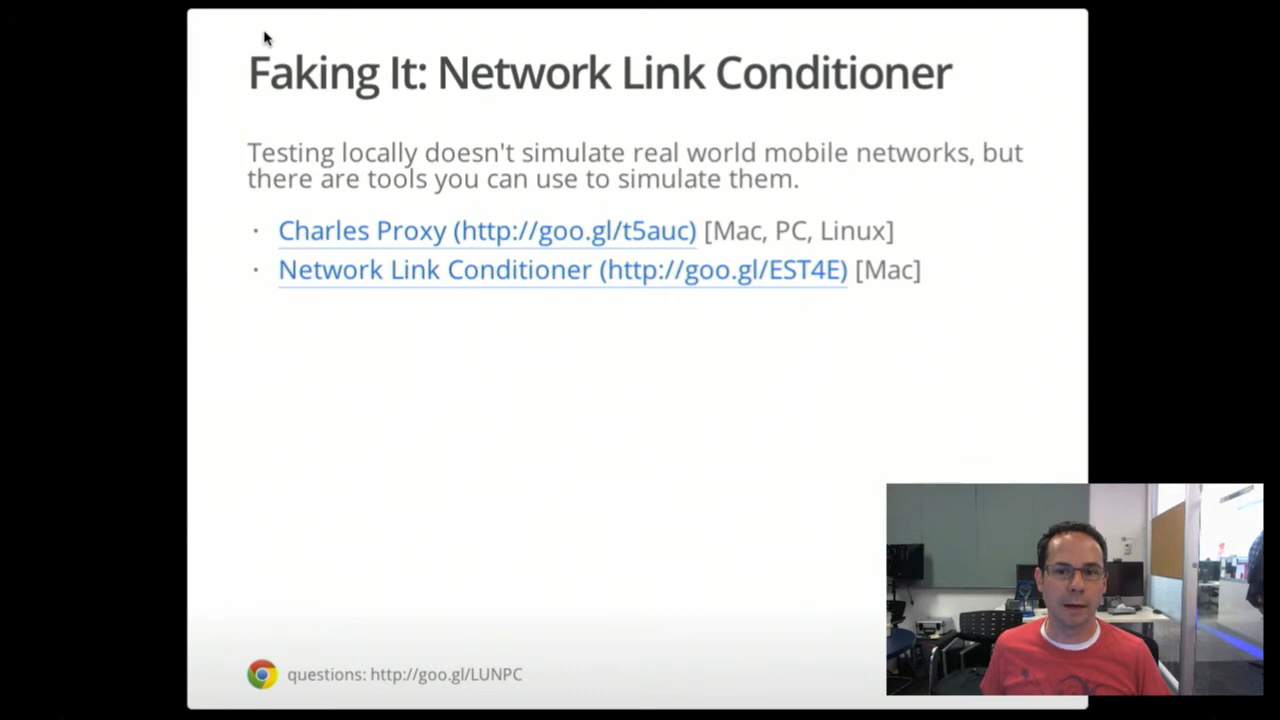 Faking It: Network Link Conditioner
Testing locally doesn't simulate real world mobile networks, but
there are tools you can use to simulate them.
· Charles Proxy (http://goo.gl/t5auc) [Mac, PC, Linux]
· Network Link Conditioner (http://goo.gl/EST4E) [Mac]
questions: http://goo.gl/LUNPC